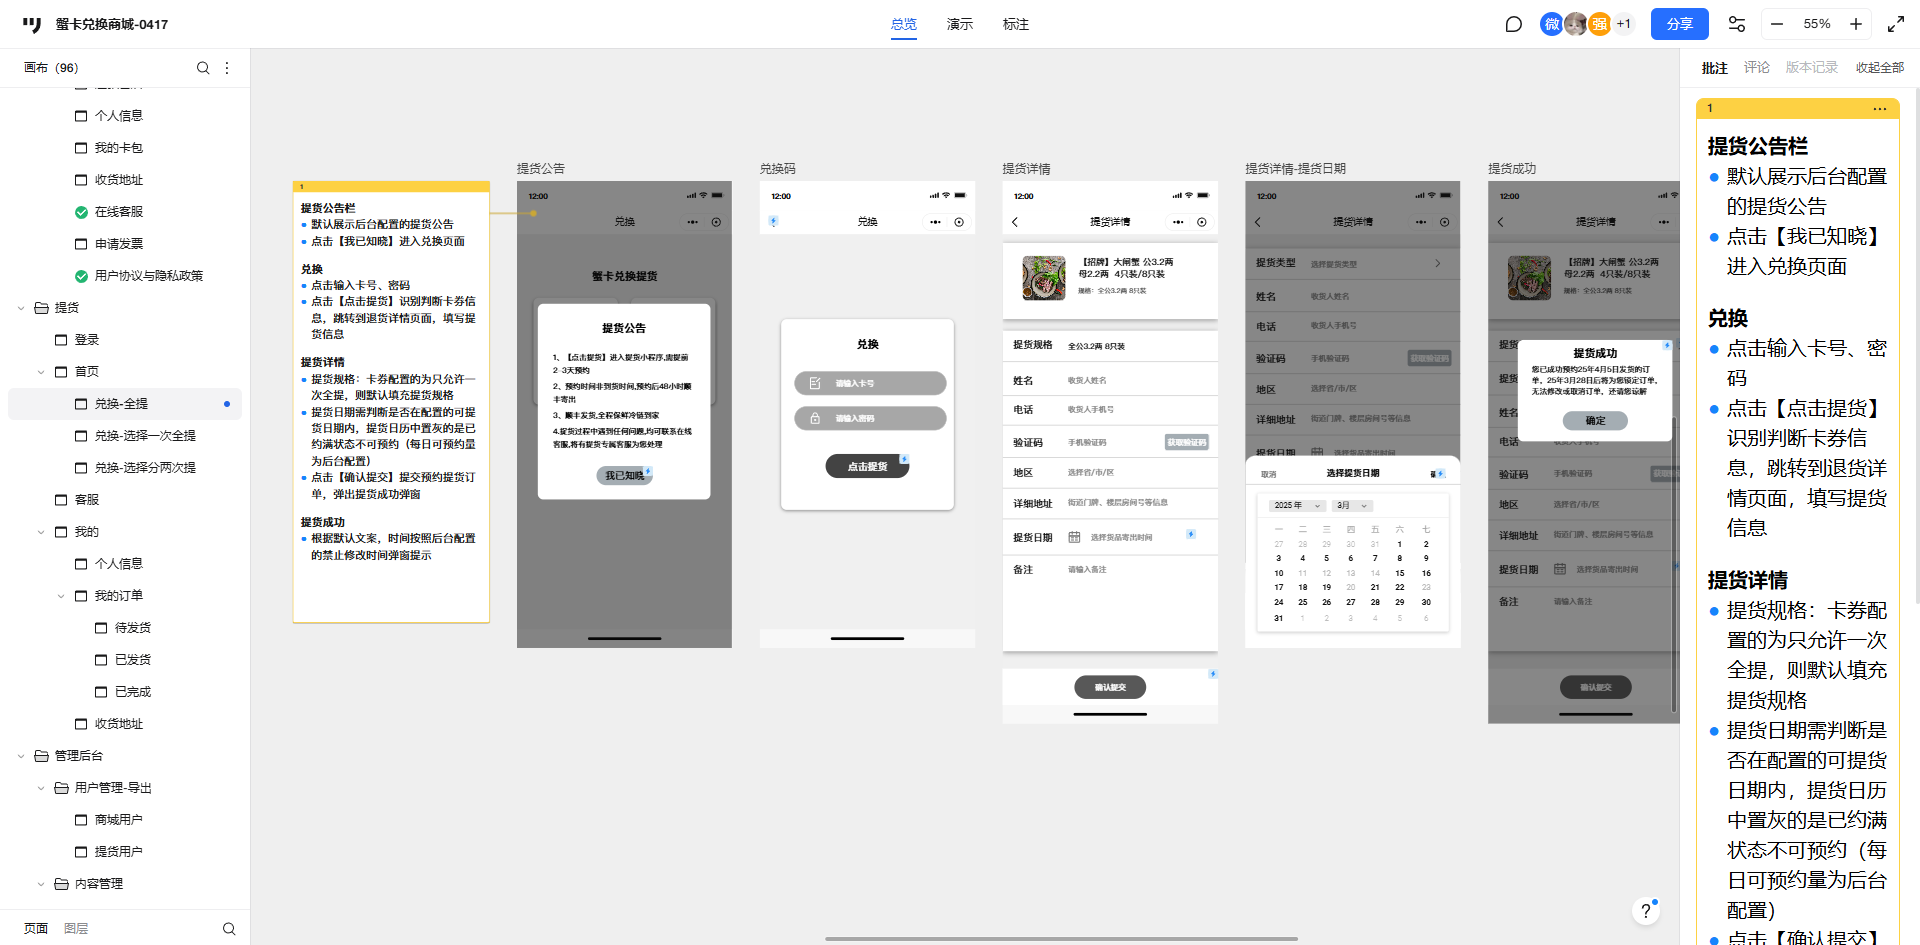 蟹卡兑换商城-0417
总览
演示
标注
微
强
+1
分享
55%
画布（96）
个人信息
我的卡包
收货地址
在线客服
申请发票
用户协议与隐私政策
提货
登录
首页
兑换-全提
兑换-选择一次全提
兑换-选择分两次提
客服
我的
个人信息
我的订单
待发货
已发货
已完成
收货地址
管理后台
用户管理-导出
商城用户
提货用户
内容管理
页面
图层
1
提货公告栏
默认展示后台配置的提货公告
点击【我已知晓】进入兑换页面
兑换
点击输入卡号、密码
点击【点击提货】识别判断卡券信
息，跳转到退货详情页面，填写提
货信息
提货详情
提货规格：卡券配置的为只允许一
次全提，则默认填充提货规格
提货日期需判断是否在配置的可提
货日期内，提货日历中置灰的是已
约满状态不可预约（每日可预约量
为后台配置）
点击【确认提交】提交预约提货订
单，弹出提货成功弹窗
提货成功
根据默认文案，时间按照后台配置
的禁止修改时间弹窗提示
提货公告
12:00
兑换
蟹卡兑换提货
提货公告
1、【点击提货】进入提货小程序,需提前
2-3天预约
2、预约时间非到货时间,预约后48小时顺
丰寄出
3、顺丰发货,全程保鲜冷链到家
4.提货过程中遇到任何问题,均可联系在线
客服,将有提货专属客服为您处理
我已知晓
兑换码
12:00
兑换
兑换
请输入卡号
请输入密码
点击提货
提货详情
12:00
提货详情
【招牌】大闸蟹 公3.2两
母2.2两 4只装/8只装
规格：全公3.2两 8只装
提货规格 全公3.2两 8只装
姓名 收货人姓名
电话 收货人手机号
验证码 手机验证码 获取验证码
地区 选择省/市/区
详细地址 街道门牌、楼层房间号等信息
提货日期 选择货品寄出时间
备注 请输入备注
确认提交
提货详情-提货日期
12:00
提货详情
提货类型 选择提货类型
姓名 收货人姓名
电话 收货人手机号
验证码 手机验证码 获取验证码
地区 选择省/市/区
详细地址 街道门牌、楼层房间号等信息
提货日期 选择货品寄出时间
取消 选择提货日期
2025 年 3月
一 二 三 四 五 六 七
27 28 29 30 31 1 2
3 4 5 6 7 8 9
10 11 12 13 14 15 16
17 18 19 20 21 22 23
24 25 26 27 28 29 30
31 1 2 3 4 5 6
提货成功
12:00
提货详情
【招牌】大闸蟹 公3.2两
母2.2两 4只装/8只装
规格：全公3.2两 8只装
提货成功
您已成功预约25年4月5日发货的订
单，25年3月28日后将为您锁定订单，
无法修改或取消订单，还请您谅解
确定
姓名
电话 收货人手机号
验证码 手机验证码
地区 选择省/市/区
详细地址 街道门牌、楼层房间号等信息
提货日期 选择货品寄出时间
备注 请输入备注
确认提交
批注
评论
版本记录
收起全部
1
提货公告栏
默认展示后台配置
的提货公告
点击【我已知晓】
进入兑换页面
兑换
点击输入卡号、密
码
点击【点击提货】
识别判断卡券信
息，跳转到退货详
情页面，填写提货
信息
提货详情
提货规格：卡券配
置的为只允许一次
全提，则默认填充
提货规格
提货日期需判断是
否在配置的可提货
日期内，提货日历
中置灰的是已约满
状态不可预约（每
日可预约量为后台
配置）
点击【确认提交】
?